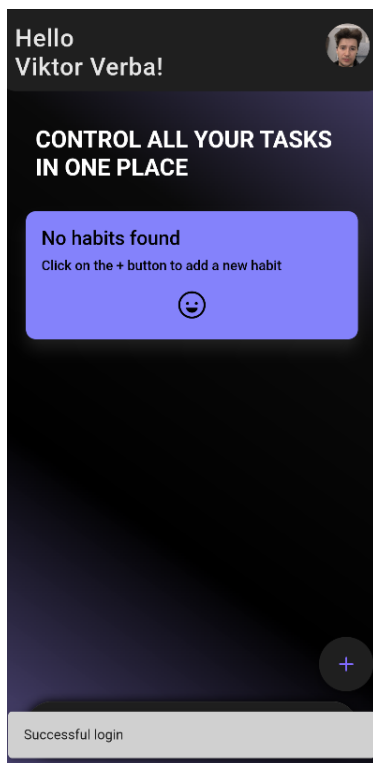 Hello
Viktor Verba!
CONTROL ALL YOUR TASKS
IN ONE PLACE
No habits found
Click on the + button to add a new habit
+
Successful login